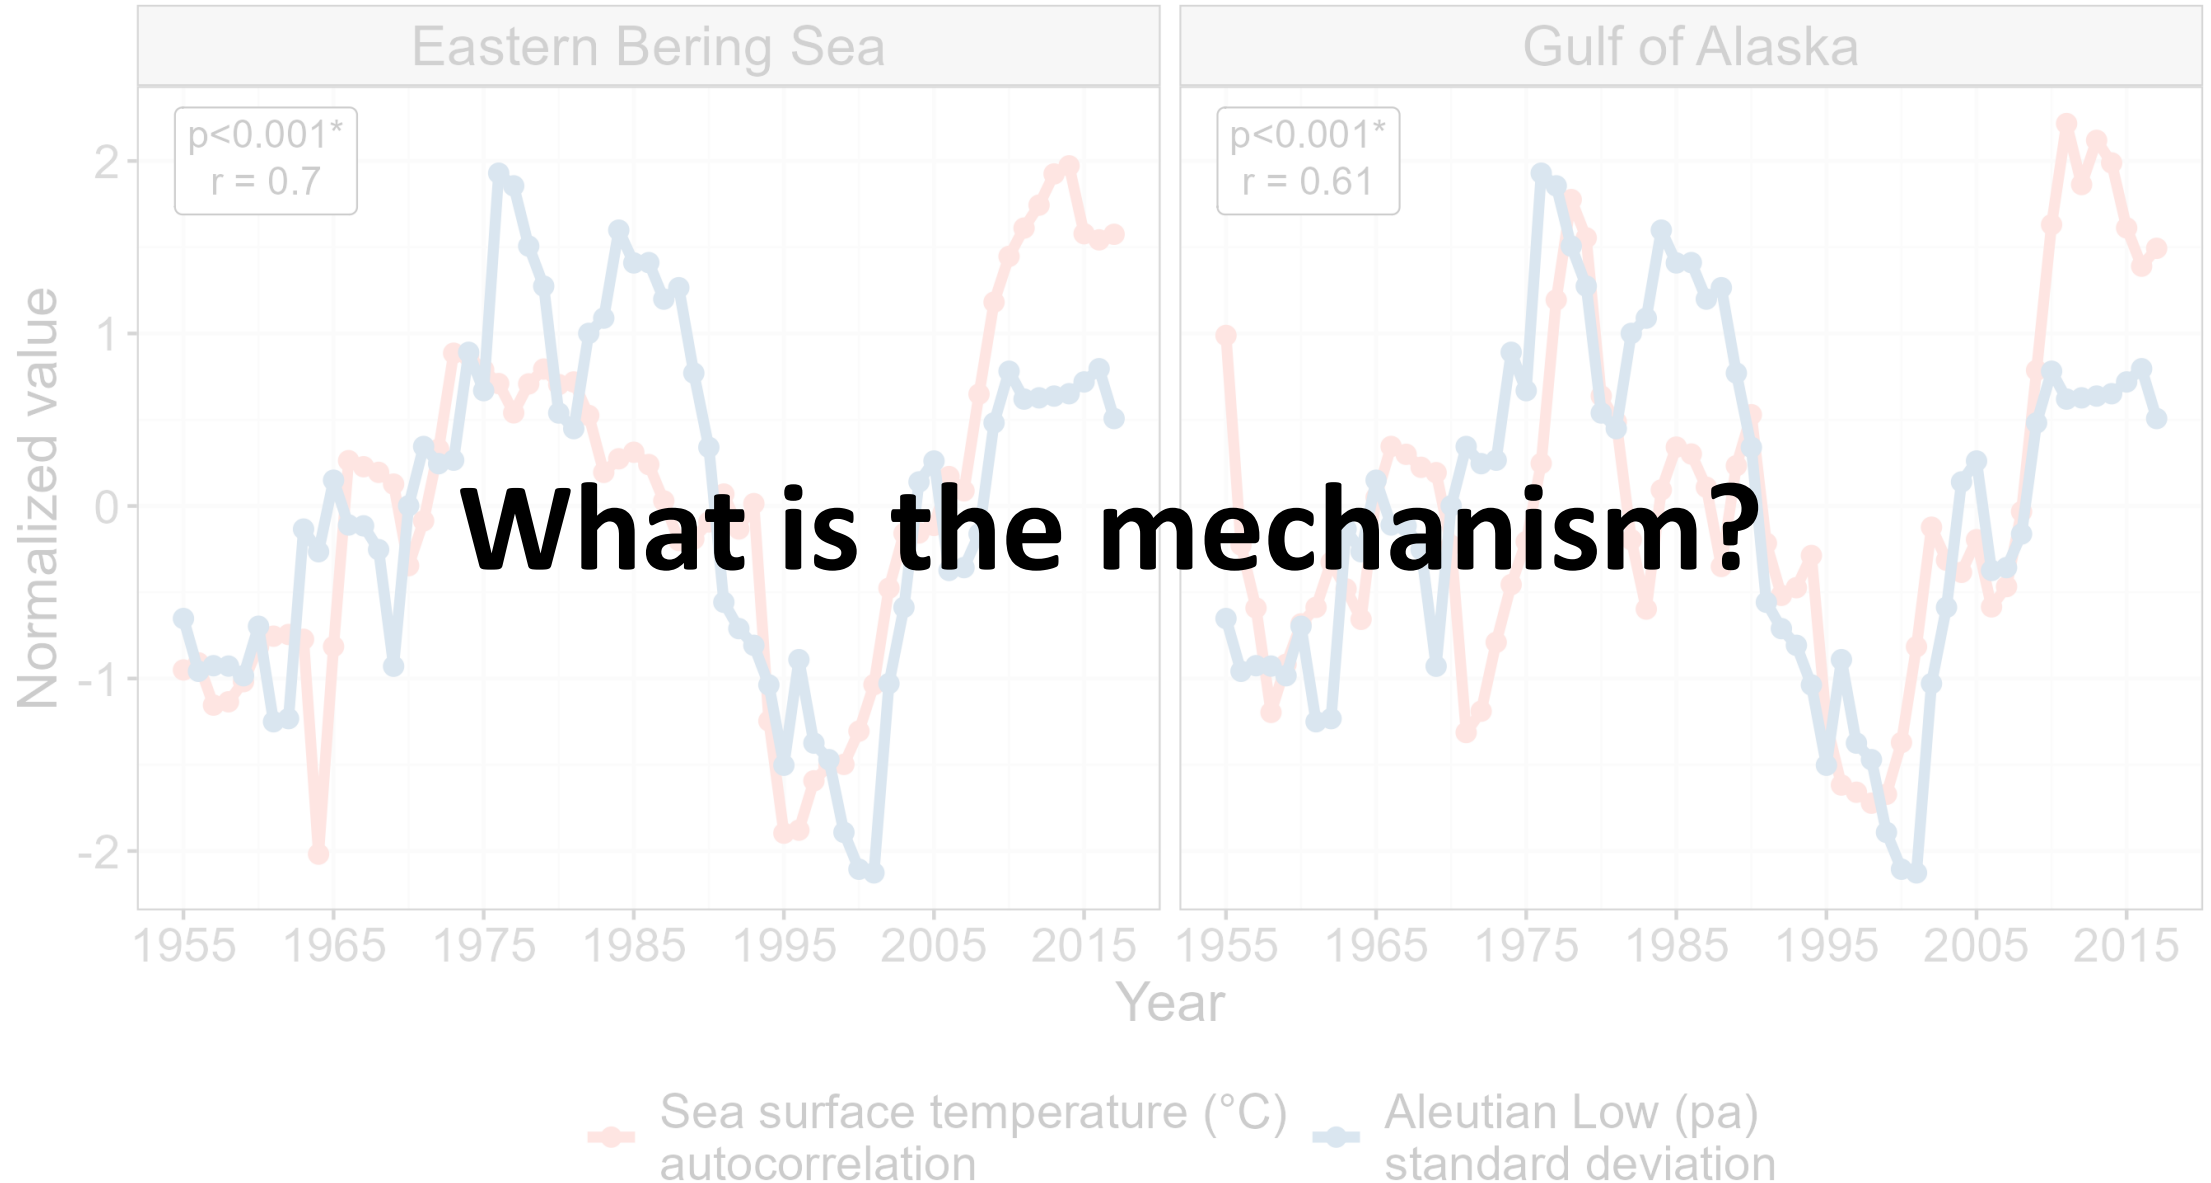 Eastern Bering Sea
Gulf of Alaska
p<0.001*
r = 0.7
p<0.001*
r = 0.61
Normalized value
2
1
0
-1
-2
What is the mechanism?
1955 1965 1975 1985 1995 2005 2015
1955 1965 1975 1985 1995 2005 2015
Year
Sea surface temperature (°C)
autocorrelation
Aleutian Low (pa)
standard deviation